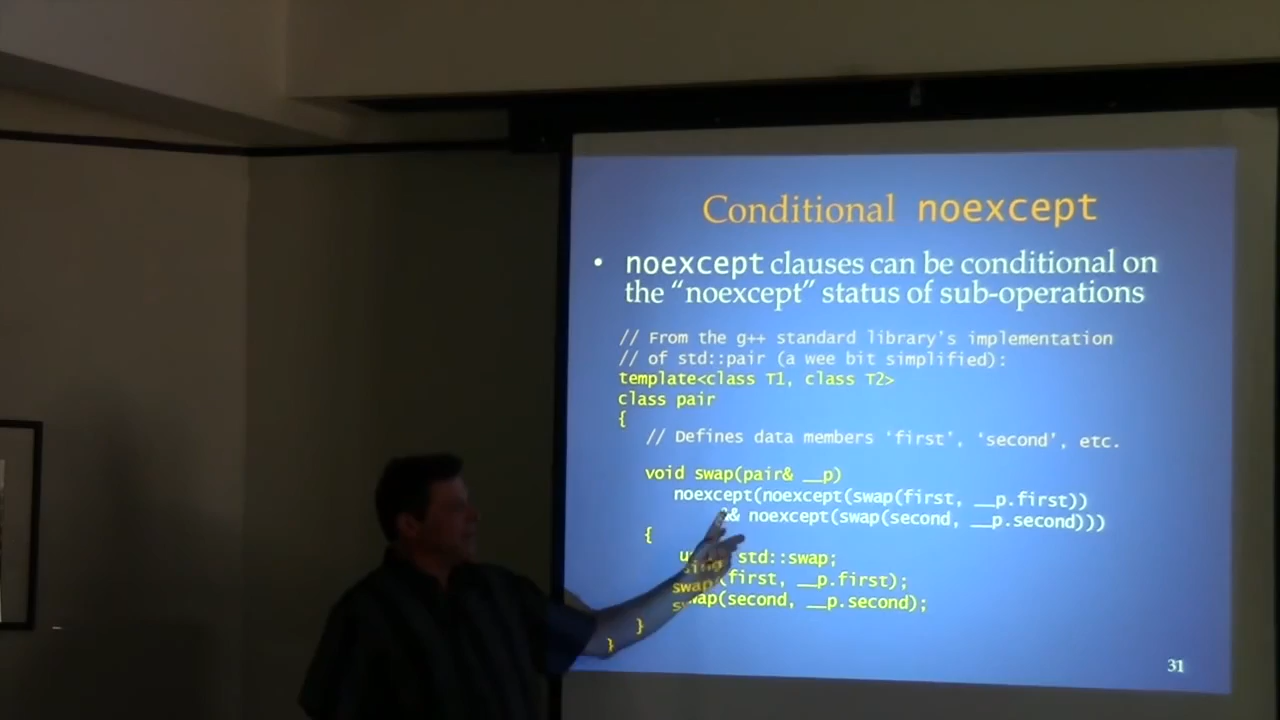 Conditional noexcept
• noexcept clauses can be conditional on
the “noexcept” status of sub-operations
// From the g++ standard library’s implementation
// of std::pair (a wee bit simplified):
template<class T1, class T2>
class pair
{
// Defines data members ‘first’, ‘second’, etc.
void swap(pair& __p)
noexcept(noexcept(swap(first, __p.first))
&& noexcept(swap(second, __p.second)))
{
using std::swap;
swap(first, __p.first);
swap(second, __p.second);
}
}
31